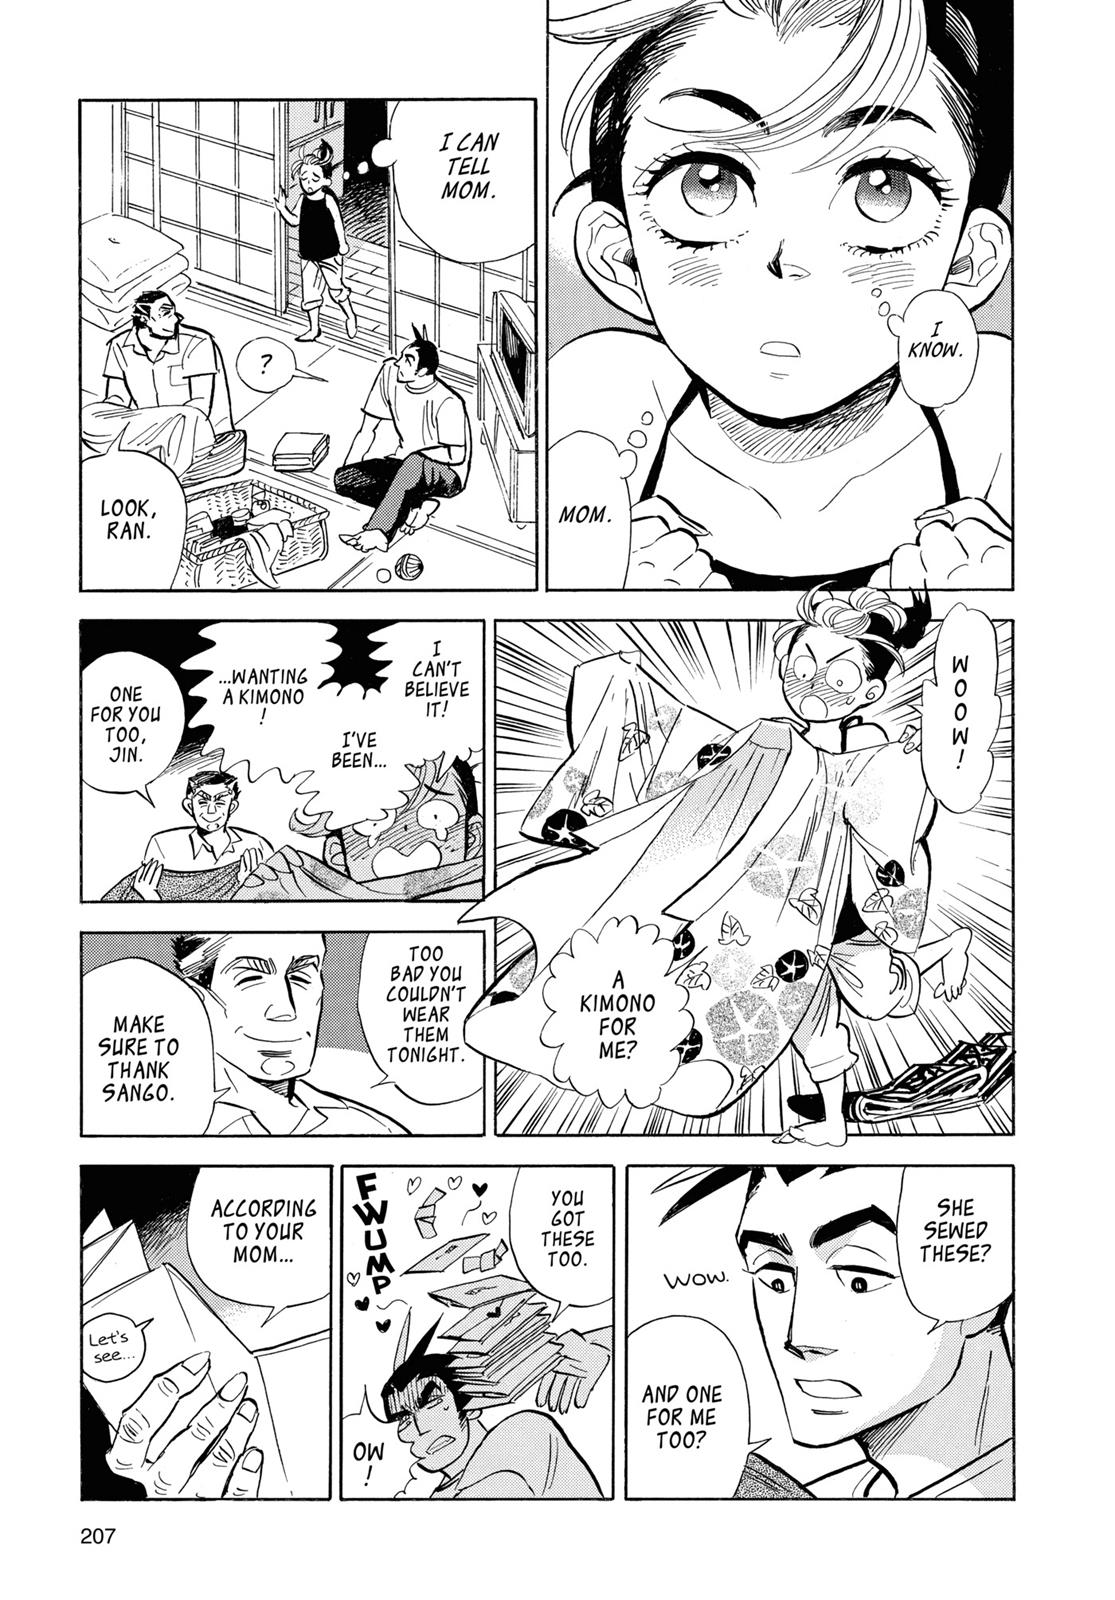 I
KNOW.
MOM.
I CAN
TELL
MOM.
?
LOOK,
RAN.
WOOW!
A
KIMONO
FOR
ME?
I
CAN'T
BELIEVE
IT!
I'VE
BEEN...
...WANTING
A KIMONO
!
ONE
FOR YOU
TOO,
JIN.
TOO
BAD YOU
COULDN'T
WEAR
THEM
TONIGHT.
MAKE
SURE TO
THANK
SANGO.
SHE
SEWED
THESE?
WOW.
AND ONE
FOR ME
TOO?
YOU
GOT
THESE
TOO.
FWUMP
OW
!
ACCORDING
TO YOUR
MOM...
Let's
see...
207